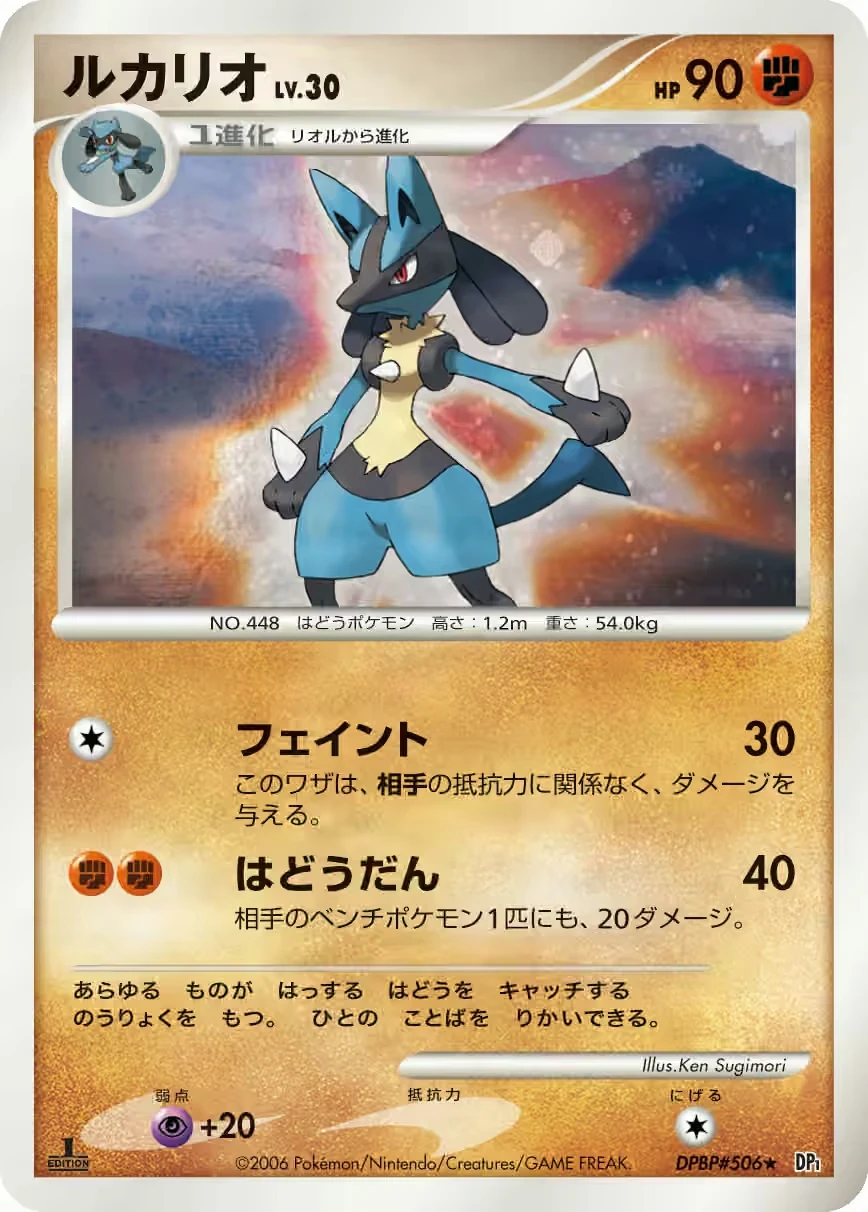 ルカリオ LV.30 HP 90
1進化 リオルから進化
NO.448 はどうポケモン 高さ:1.2m 重さ:54.0kg
フェイント 30
このワザは、相手の抵抗力に関係なく、ダメージを
与える。
はどうだん 40
相手のベンチポケモン1匹にも、20ダメージ。
あらゆる ものが はっする はどうを キャッチする
のうりょくを もつ。 ひとの ことばを りかいできる。
Illus.Ken Sugimori
弱点 抵抗力 にげる
+20
1 EDITION ©2006 Pokémon/Nintendo/Creatures/GAME FREAK. DPBP#506★ DP1